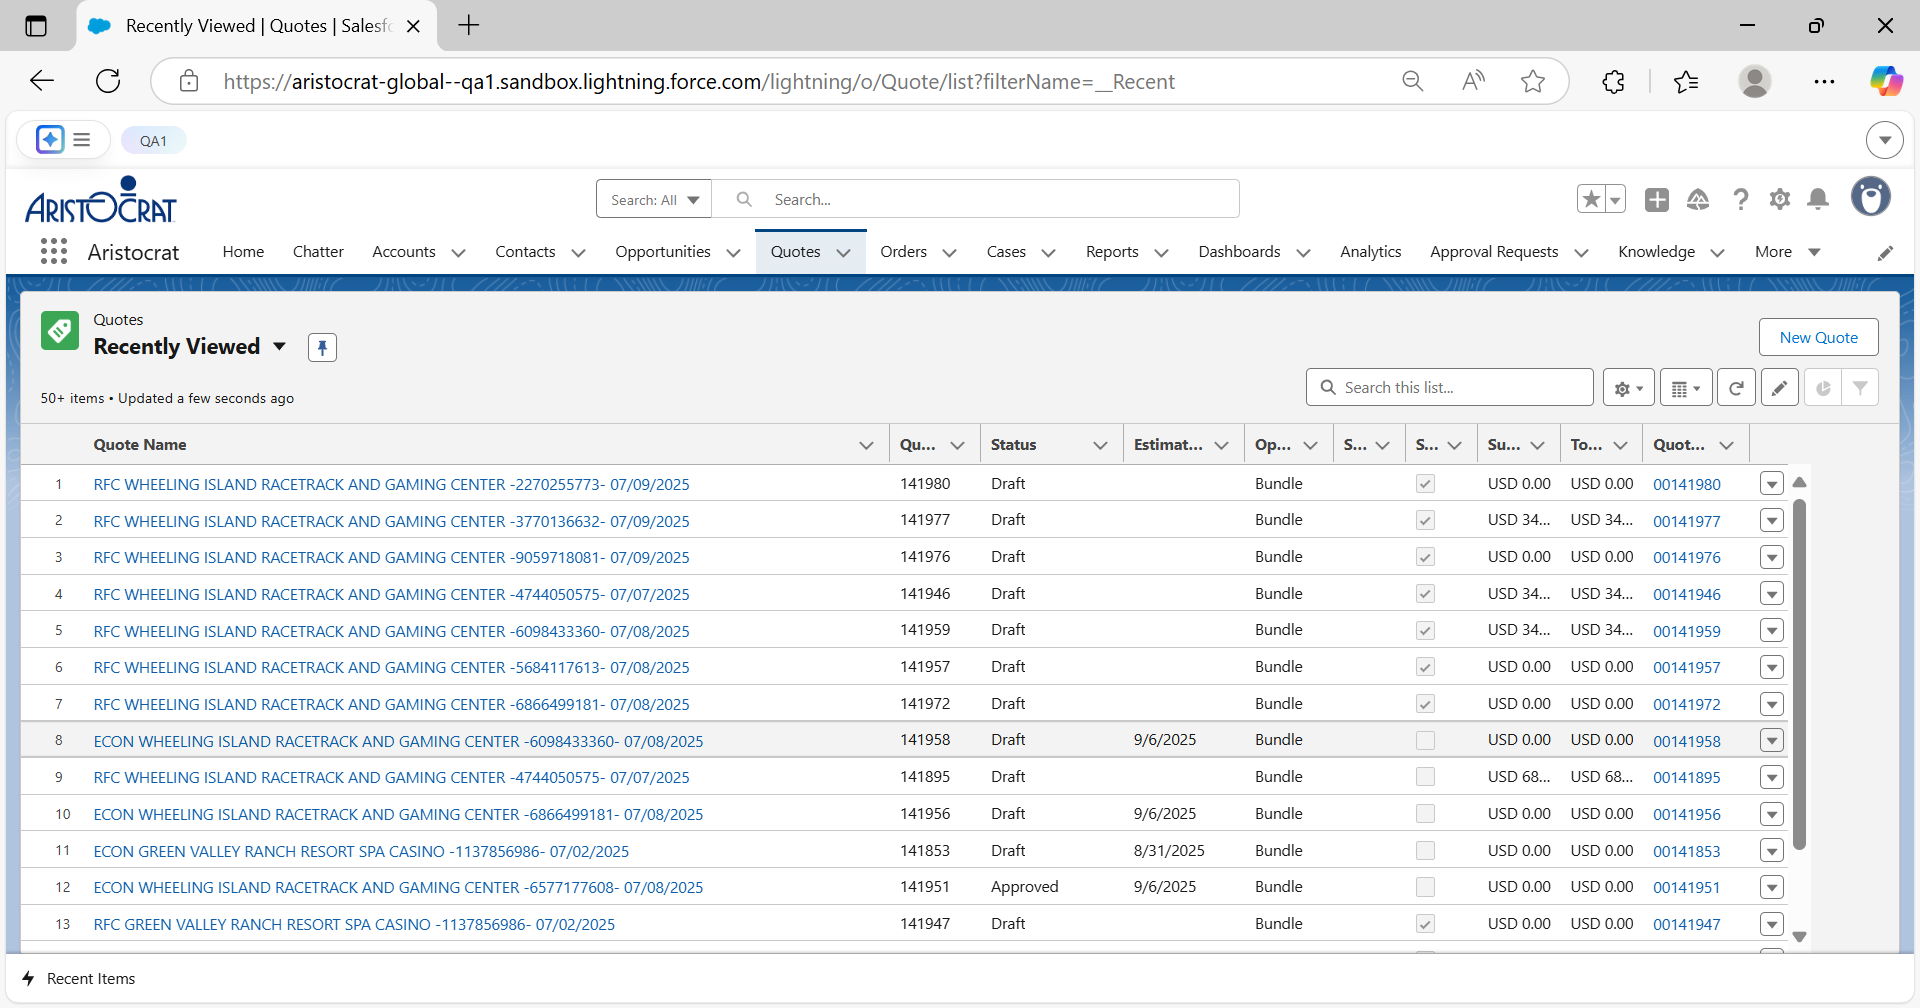 Recently Viewed | Quotes | Salesfo
https://aristocrat-global--qa1.sandbox.lightning.force.com/lightning/o/Quote/list?filterName=__Recent
QA1
ARISTOCRAT
Search: All
Search...
Aristocrat
Home
Chatter
Accounts
Contacts
Opportunities
Quotes
Orders
Cases
Reports
Dashboards
Analytics
Approval Requests
Knowledge
More
Quotes
Recently Viewed
New Quote
50+ items • Updated a few seconds ago
Search this list...
Quote Name Qu... Status Estimat... Op... S... S... Su... To... Quot...
1 RFC WHEELING ISLAND RACETRACK AND GAMING CENTER -2270255773- 07/09/2025 141980 Draft Bundle USD 0.00 USD 0.00 00141980
2 RFC WHEELING ISLAND RACETRACK AND GAMING CENTER -3770136632- 07/09/2025 141977 Draft Bundle USD 34... USD 34... 00141977
3 RFC WHEELING ISLAND RACETRACK AND GAMING CENTER -9059718081- 07/09/2025 141976 Draft Bundle USD 0.00 USD 0.00 00141976
4 RFC WHEELING ISLAND RACETRACK AND GAMING CENTER -4744050575- 07/07/2025 141946 Draft Bundle USD 34... USD 34... 00141946
5 RFC WHEELING ISLAND RACETRACK AND GAMING CENTER -6098433360- 07/08/2025 141959 Draft Bundle USD 34... USD 34... 00141959
6 RFC WHEELING ISLAND RACETRACK AND GAMING CENTER -5684117613- 07/08/2025 141957 Draft Bundle USD 0.00 USD 0.00 00141957
7 RFC WHEELING ISLAND RACETRACK AND GAMING CENTER -6866499181- 07/08/2025 141972 Draft Bundle USD 0.00 USD 0.00 00141972
8 ECON WHEELING ISLAND RACETRACK AND GAMING CENTER -6098433360- 07/08/2025 141958 Draft 9/6/2025 Bundle USD 0.00 USD 0.00 00141958
9 RFC WHEELING ISLAND RACETRACK AND GAMING CENTER -4744050575- 07/07/2025 141895 Draft Bundle USD 68... USD 68... 00141895
10 ECON WHEELING ISLAND RACETRACK AND GAMING CENTER -6866499181- 07/08/2025 141956 Draft 9/6/2025 Bundle USD 0.00 USD 0.00 00141956
11 ECON GREEN VALLEY RANCH RESORT SPA CASINO -1137856986- 07/02/2025 141853 Draft 8/31/2025 Bundle USD 0.00 USD 0.00 00141853
12 ECON WHEELING ISLAND RACETRACK AND GAMING CENTER -6577177608- 07/08/2025 141951 Approved 9/6/2025 Bundle USD 0.00 USD 0.00 00141951
13 RFC GREEN VALLEY RANCH RESORT SPA CASINO -1137856986- 07/02/2025 141947 Draft Bundle USD 0.00 USD 0.00 00141947
Recent Items